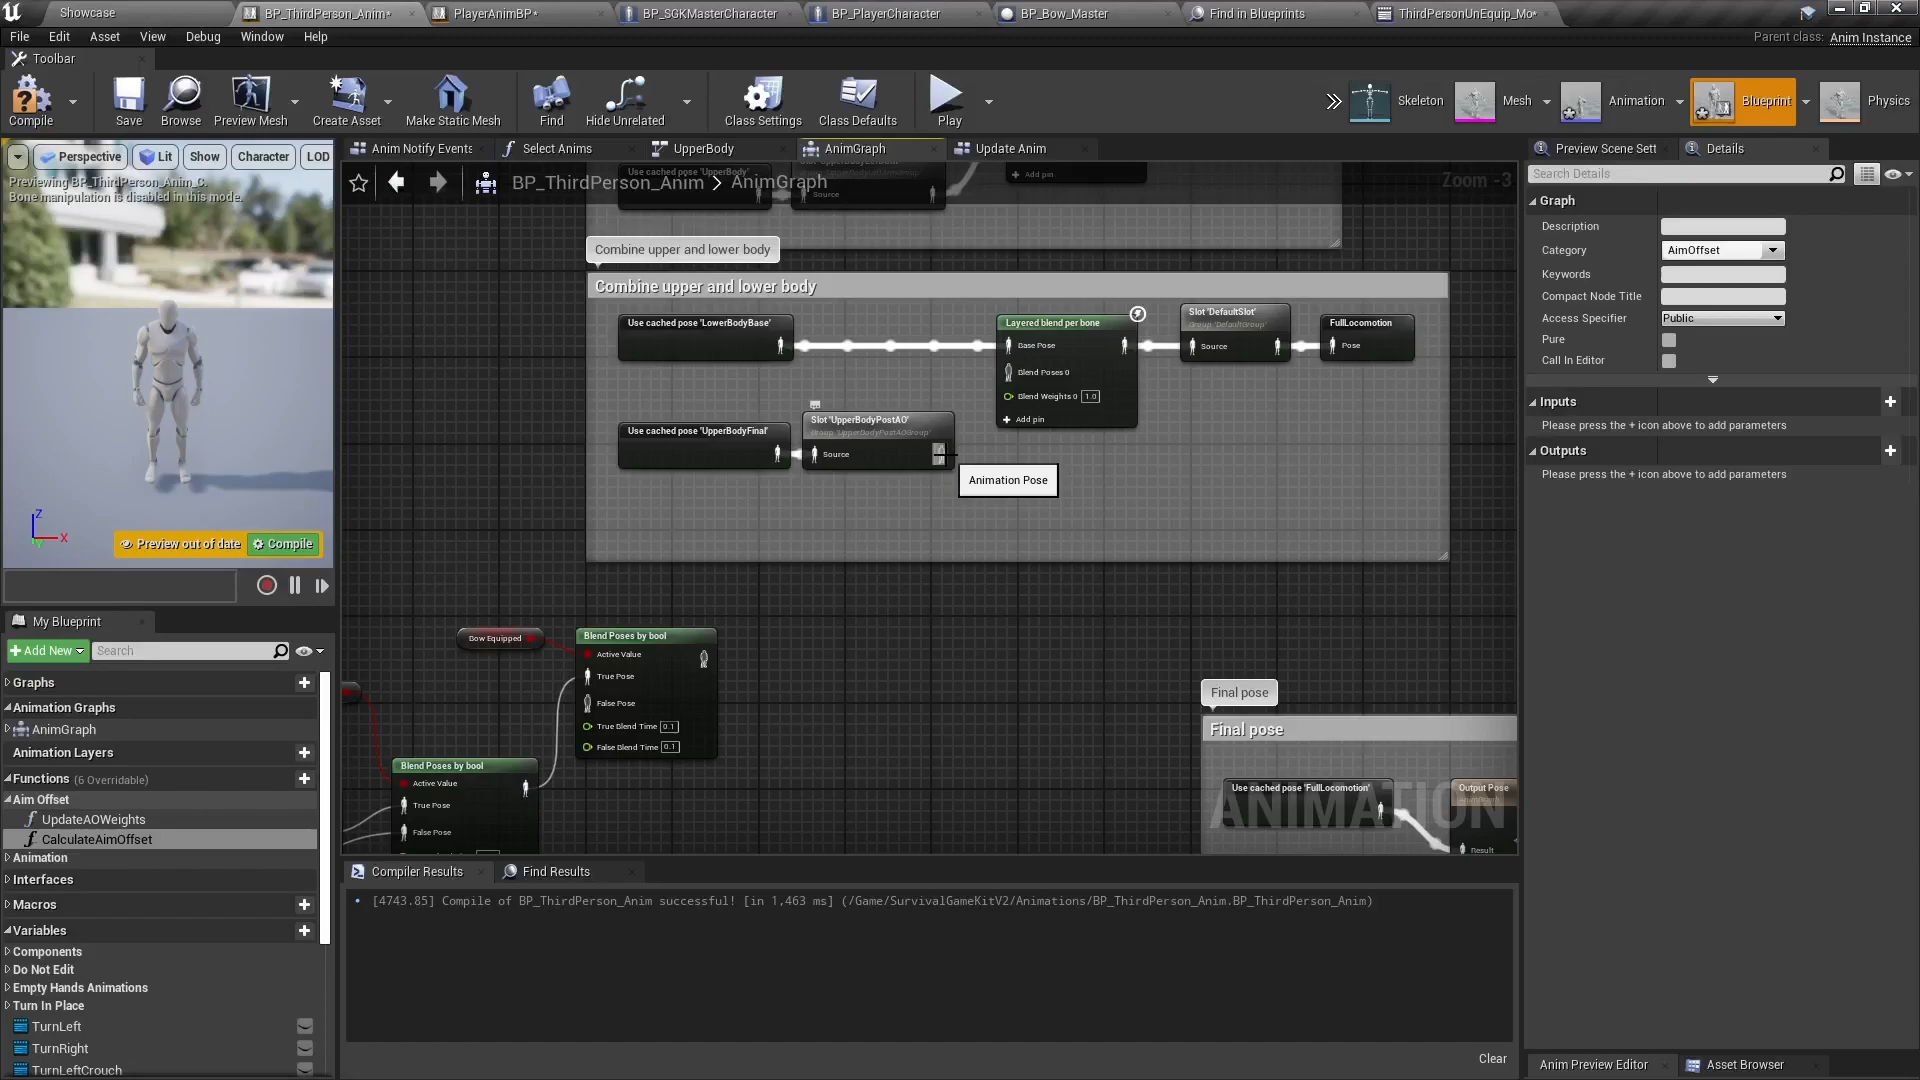 Showcase
BP_ThirdPerson_Anim*
PlayerAnimBP*
BP_SGKMasterCharacter
BP_PlayerCharacter
BP_Bow_Master
Find in Blueprints
ThirdPersonUnEquip_Mo*
File Edit Asset View Debug Window Help
Parent class: Anim Instance
Toolbar
Compile
Save
Browse
Preview Mesh
Create Asset
Make Static Mesh
Find
Hide Unrelated
Class Settings
Class Defaults
Play
Skeleton
Mesh
Animation
Blueprint
Physics
Perspective
Lit
Show
Character
LOD
Previewing BP_ThirdPerson_Anim_C.
Bone manipulation is disabled in this mode.
Z
X
Preview out of date
Compile
Anim Notify Events
Select Anims
UpperBody
AnimGraph
Update Anim
BP_ThirdPerson_Anim > AnimGraph
Zoom -3
Use cached pose 'UpperBody'
Source
Add pin
Combine upper and lower body
Combine upper and lower body
Use cached pose 'LowerBodyBase'
Layered blend per bone
Base Pose
Blend Poses 0
Blend Weights 0 1.0
Add pin
Slot 'DefaultSlot'
Group 'DefaultGroup'
Source
FullLocomotion
Pose
Use cached pose 'UpperBodyFinal'
Slot 'UpperBodyPostAO'
Group 'UpperBodyPostAOGroup'
Source
Animation Pose
Bow Equipped
Blend Poses by bool
Active Value
True Pose
False Pose
True Blend Time 0.1
False Blend Time 0.1
Blend Poses by bool
Active Value
True Pose
False Pose
Final pose
Final pose
Use cached pose 'FullLocomotion'
Output Pose
AnimGraph
Result
ANIMATION
My Blueprint
Add New
Search
Graphs
Animation Graphs
AnimGraph
Animation Layers
Functions (6 Overridable)
Aim Offset
UpdateAOWeights
CalculateAimOffset
Animation
Interfaces
Macros
Variables
Components
Do Not Edit
Empty Hands Animations
Turn In Place
TurnLeft
TurnRight
TurnLeftCrouch
Compiler Results
Find Results
[4743.85] Compile of BP_ThirdPerson_Anim successful! [in 1,463 ms] (/Game/SurvivalGameKitV2/Animations/BP_ThirdPerson_Anim.BP_ThirdPerson_Anim)
Clear
Preview Scene Sett
Details
Search Details
Graph
Description
Category AimOffset
Keywords
Compact Node Title
Access Specifier Public
Pure
Call In Editor
Inputs
Please press the + icon above to add parameters
Outputs
Please press the + icon above to add parameters
Anim Preview Editor
Asset Browser